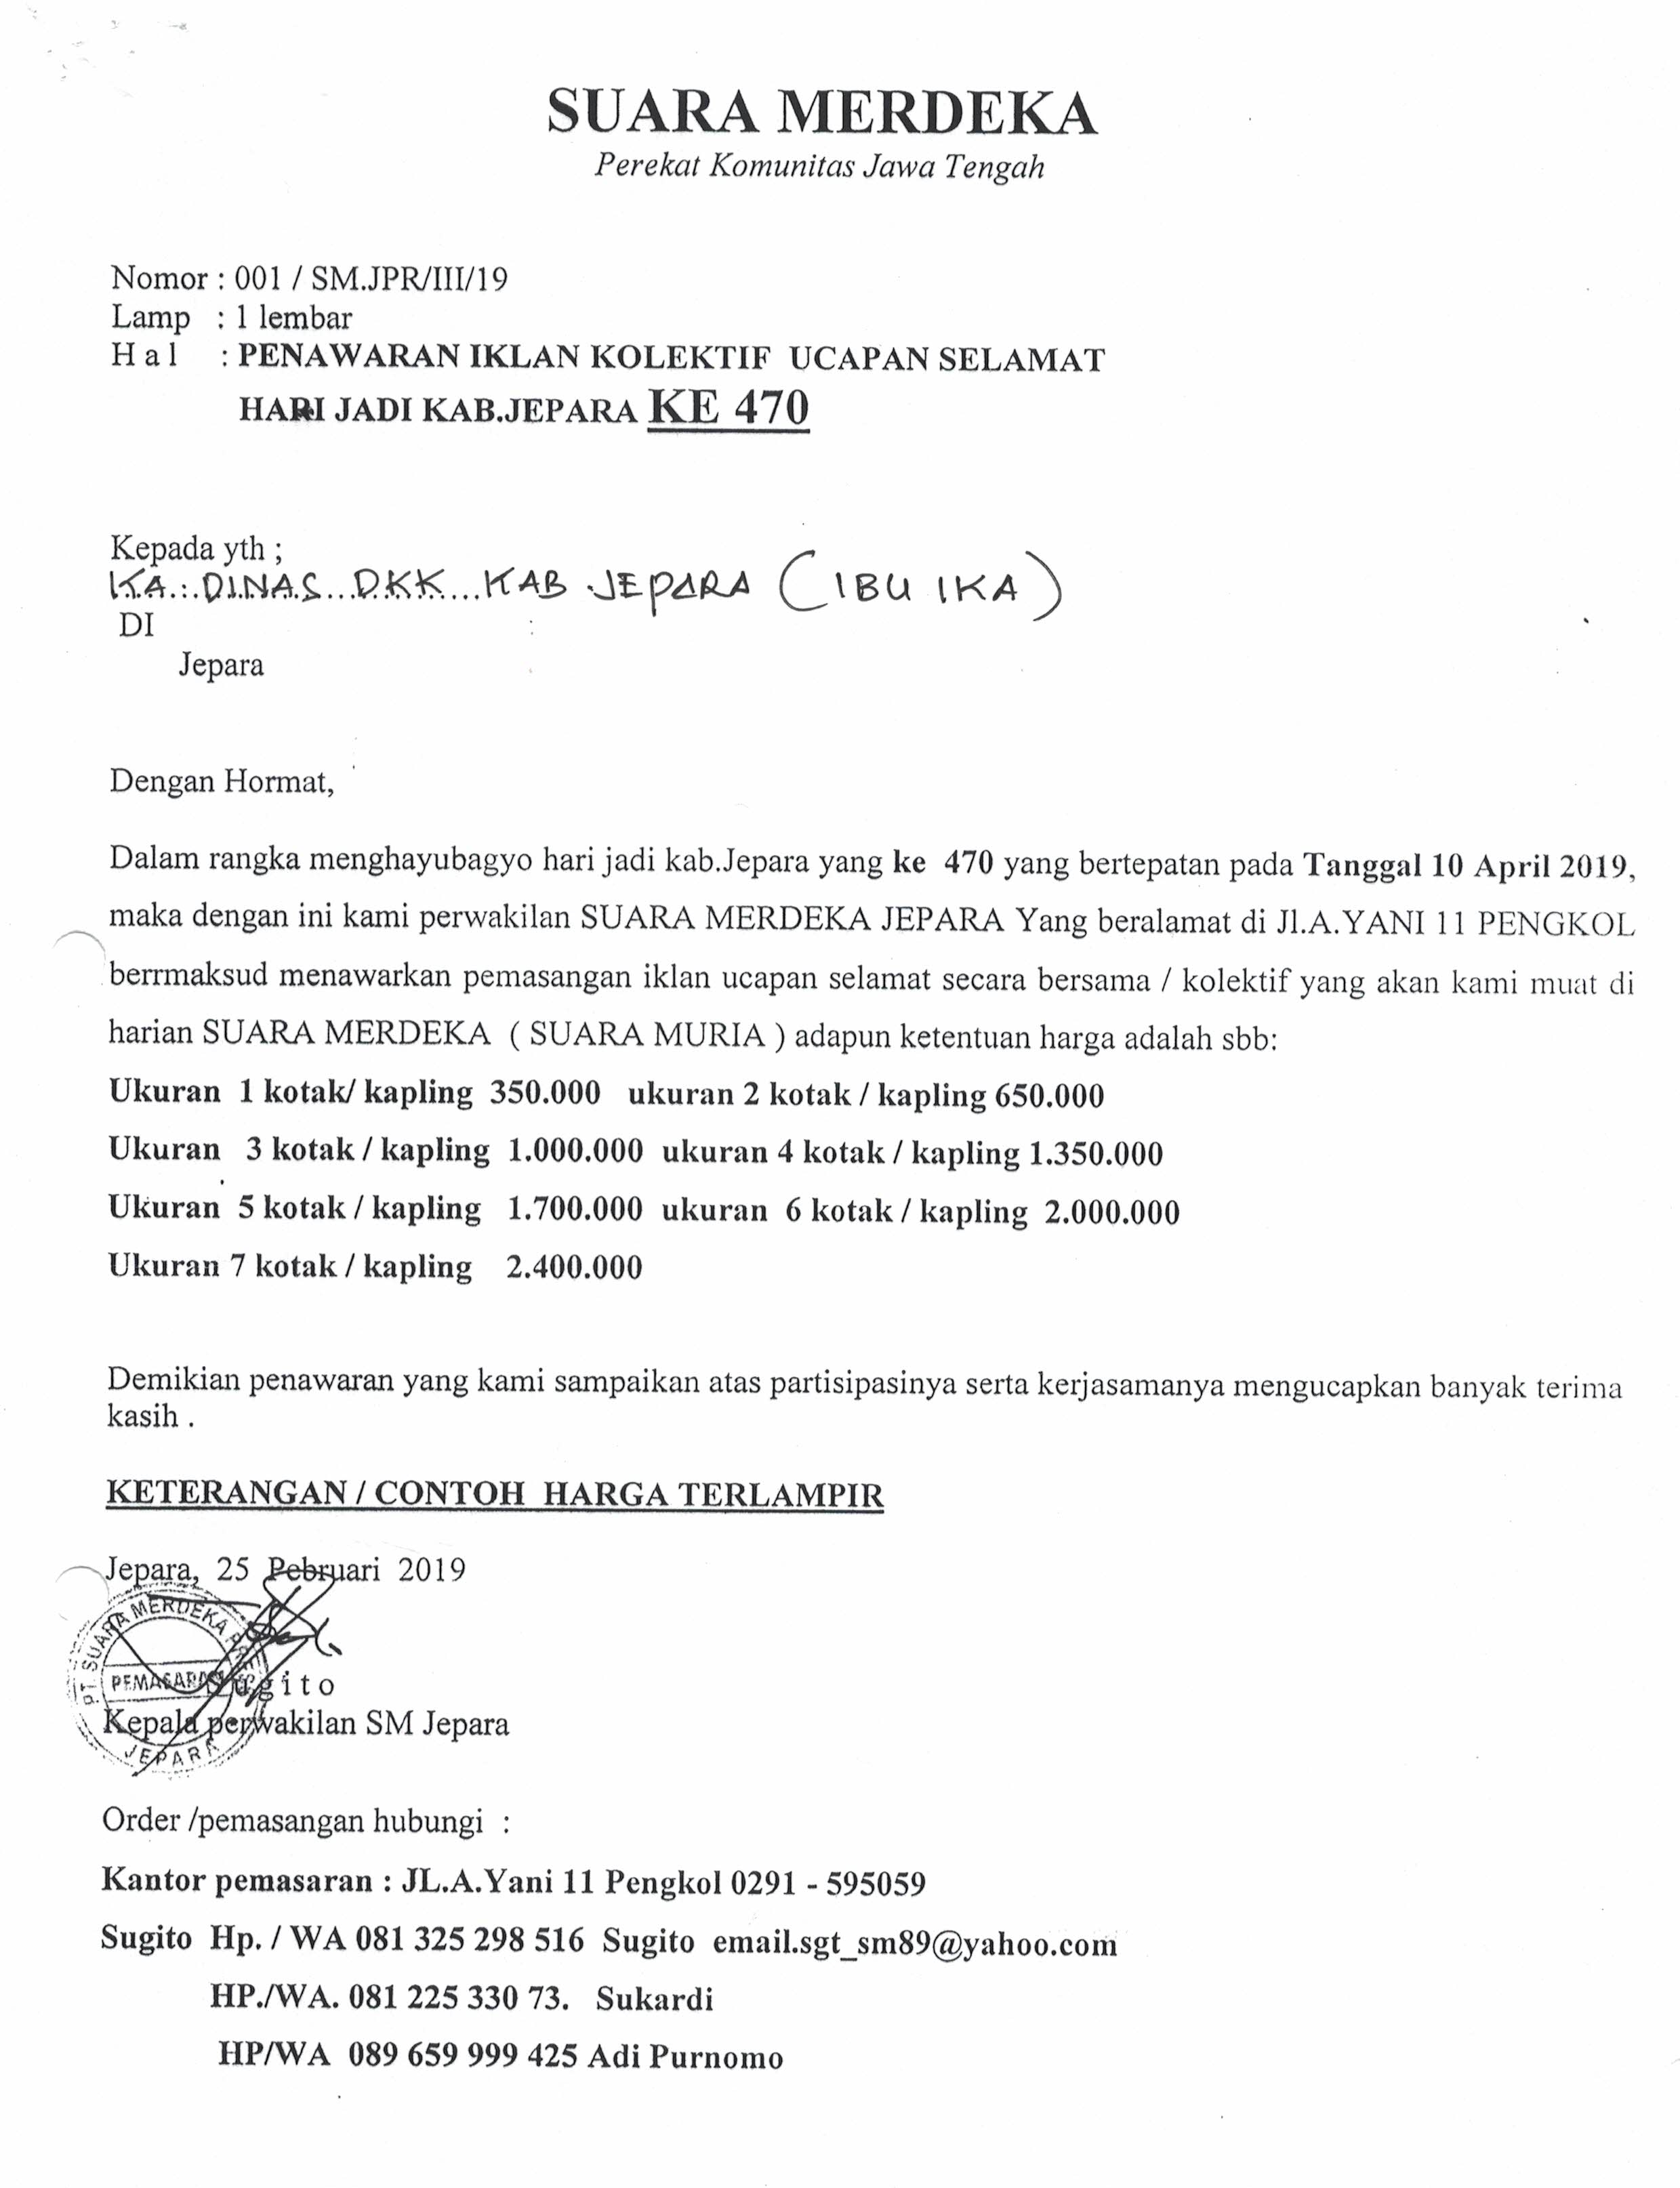 SUARA MERDEKA
Perekat Komunitas Jawa Tengah
Nomor : 001 / SM.JPR/III/19
Lamp : 1 lembar
H a l : PENAWARAN IKLAN KOLEKTIF UCAPAN SELAMAT
HARI JADI KAB.JEPARA KE 470
Kepada yth ;
KA. DINAS DKK KAB JEPARA (IBU IKA)
DI
Jepara
Dengan Hormat,
Dalam rangka menghayubagyo hari jadi kab.Jepara yang ke 470 yang bertepatan pada Tanggal 10 April 2019,
maka dengan ini kami perwakilan SUARA MERDEKA JEPARA Yang beralamat di Jl.A.YANI 11 PENGKOL
berrmaksud menawarkan pemasangan iklan ucapan selamat secara bersama / kolektif yang akan kami muat di
harian SUARA MERDEKA ( SUARA MURIA ) adapun ketentuan harga adalah sbb:
Ukuran 1 kotak/ kapling 350.000 ukuran 2 kotak / kapling 650.000
Ukuran 3 kotak / kapling 1.000.000 ukuran 4 kotak / kapling 1.350.000
Ukuran 5 kotak / kapling 1.700.000 ukuran 6 kotak / kapling 2.000.000
Ukuran 7 kotak / kapling 2.400.000
Demikian penawaran yang kami sampaikan atas partisipasinya serta kerjasamanya mengucapkan banyak terima
kasih .
KETERANGAN / CONTOH HARGA TERLAMPIR
Jepara, 25 Pebruari 2019
PT. SUARA MERDEKA PRESS
PEMASARAN
JEPARA
S u g i t o
Kepala perwakilan SM Jepara
Order /pemasangan hubungi :
Kantor pemasaran : JL.A.Yani 11 Pengkol 0291 - 595059
Sugito Hp. / WA 081 325 298 516 Sugito email.sgt_sm89@yahoo.com
HP./WA. 081 225 330 73. Sukardi
HP/WA 089 659 999 425 Adi Purnomo